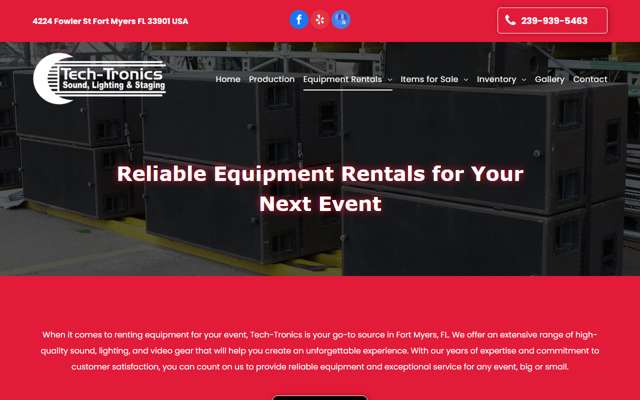 4224 Fowler St Fort Myers FL 33901 USA
239-939-5463
Tech-Tronics
Sound, Lighting & Staging
Home Production Equipment Rentals Items for Sale Inventory Gallery Contact
Reliable Equipment Rentals for Your
Next Event
When it comes to renting equipment for your event, Tech-Tronics is your go-to source in Fort Myers, FL. We offer an extensive range of high-
quality sound, lighting, and video gear that will help you create an unforgettable experience. With our years of expertise and commitment to
customer satisfaction, you can count on us to provide reliable equipment and exceptional service for any event, big or small.